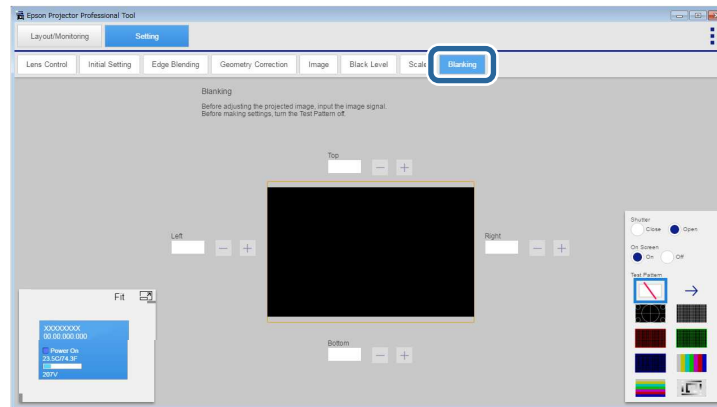 Epson Projector Professional Tool
Layout/Monitoring
Setting
Lens Control
Initial Setting
Edge Blending
Geometry Correction
Image
Black Level
Scale
Blanking
Blanking
Before adjusting the projected image, input the image signal.
Before making settings, turn the Test Pattern off.
Top
Left
Right
Bottom
Fit
XXXXXXXX
00.00.000.000
Power On
23.5C/74.3F
207V
Shutter
Close
Open
On Screen
On
Off
Test Pattern